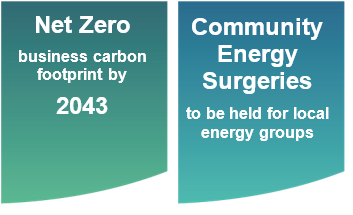 Net Zero
business carbon
footprint by
2043
Community
Energy
Surgeries
to be held for local
energy groups